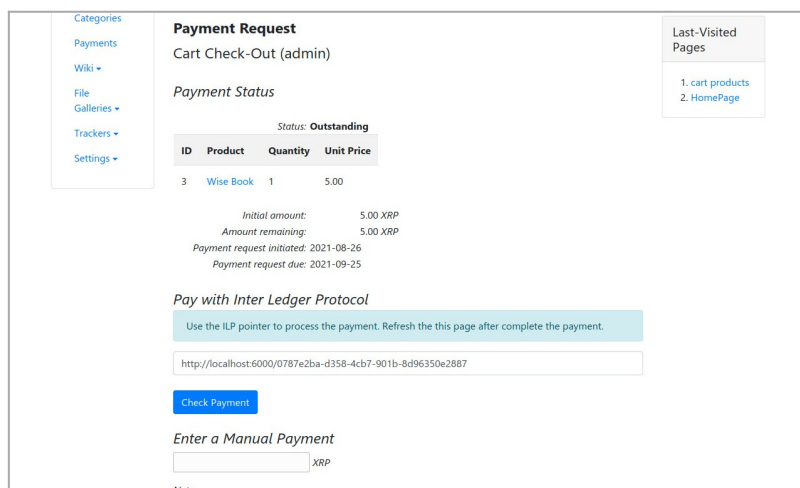 Categories
Payments
Wiki
File
Galleries
Trackers
Settings
Payment Request
Cart Check-Out (admin)
Payment Status
Status: Outstanding
ID Product Quantity Unit Price
3 Wise Book 1 5.00
Initial amount: 5.00 XRP
Amount remaining: 5.00 XRP
Payment request initiated: 2021-08-26
Payment request due: 2021-09-25
Pay with Inter Ledger Protocol
Use the ILP pointer to process the payment. Refresh the this page after complete the payment.
http://localhost:6000/0787e2ba-d358-4cb7-901b-8d96350e2887
Check Payment
Enter a Manual Payment
XRP
Last-Visited
Pages
1. cart products
2. HomePage